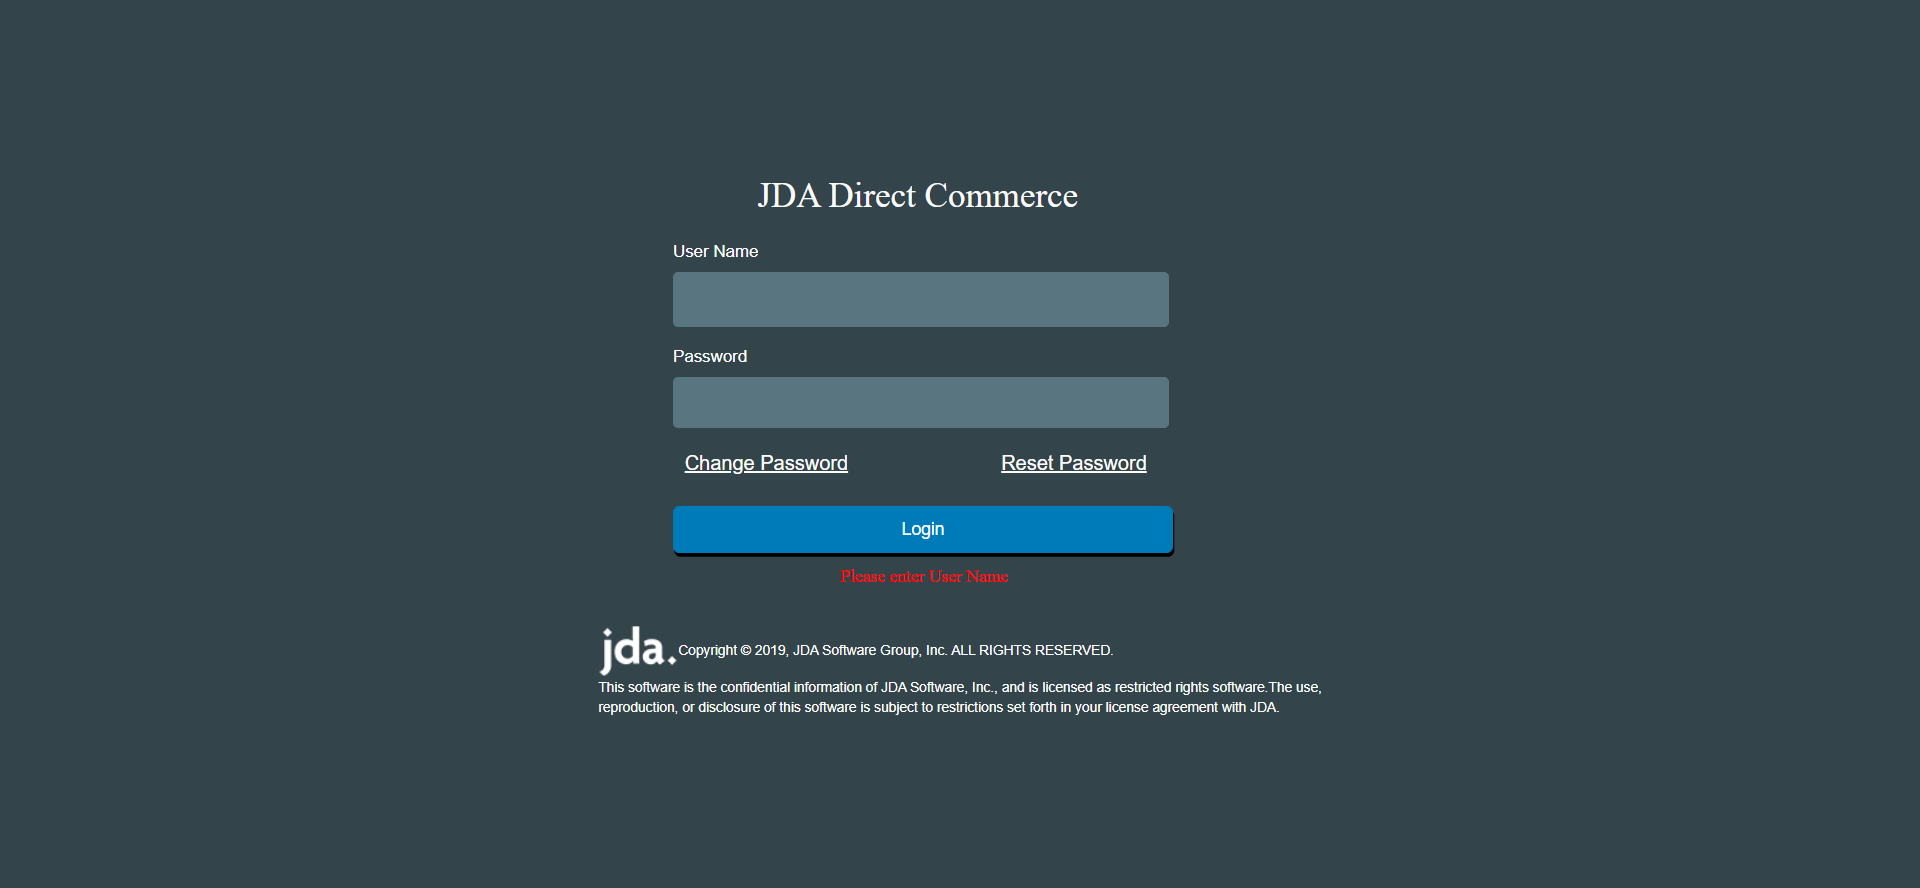 JDA Direct Commerce
User Name
Password
Change Password Reset Password
Login
Please enter User Name
jda. Copyright © 2019, JDA Software Group, Inc. ALL RIGHTS RESERVED.
This software is the confidential information of JDA Software, Inc., and is licensed as restricted rights software.The use,
reproduction, or disclosure of this software is subject to restrictions set forth in your license agreement with JDA.